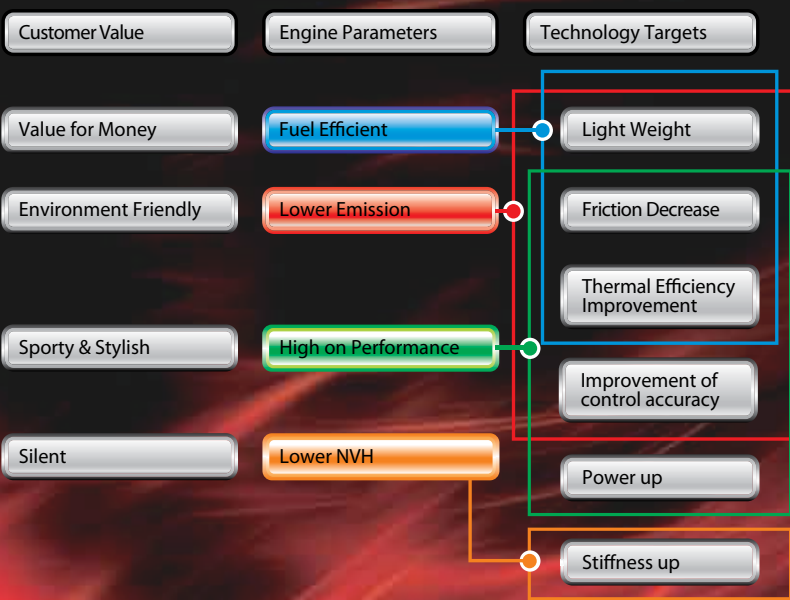 Customer Value
Engine Parameters
Technology Targets
Value for Money
Fuel Efficient
Light Weight
Environment Friendly
Lower Emission
Friction Decrease
Thermal Efficiency
Improvement
Sporty & Stylish
High on Performance
Improvement of
control accuracy
Silent
Lower NVH
Power up
Stiffness up